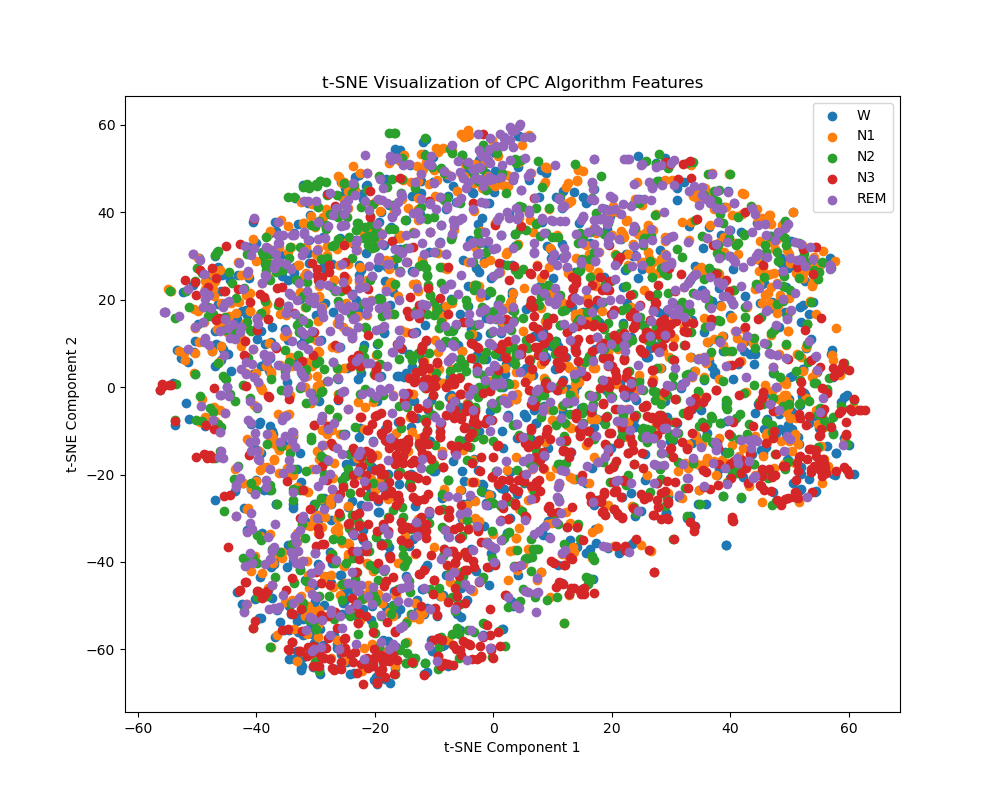 t-SNE Visualization of CPC Algorithm Features
W
N1
N2
N3
REM
60
40
20
0
−20
−40
−60
t-SNE Component 2
−60
−40
−20
0
20
40
60
t-SNE Component 1